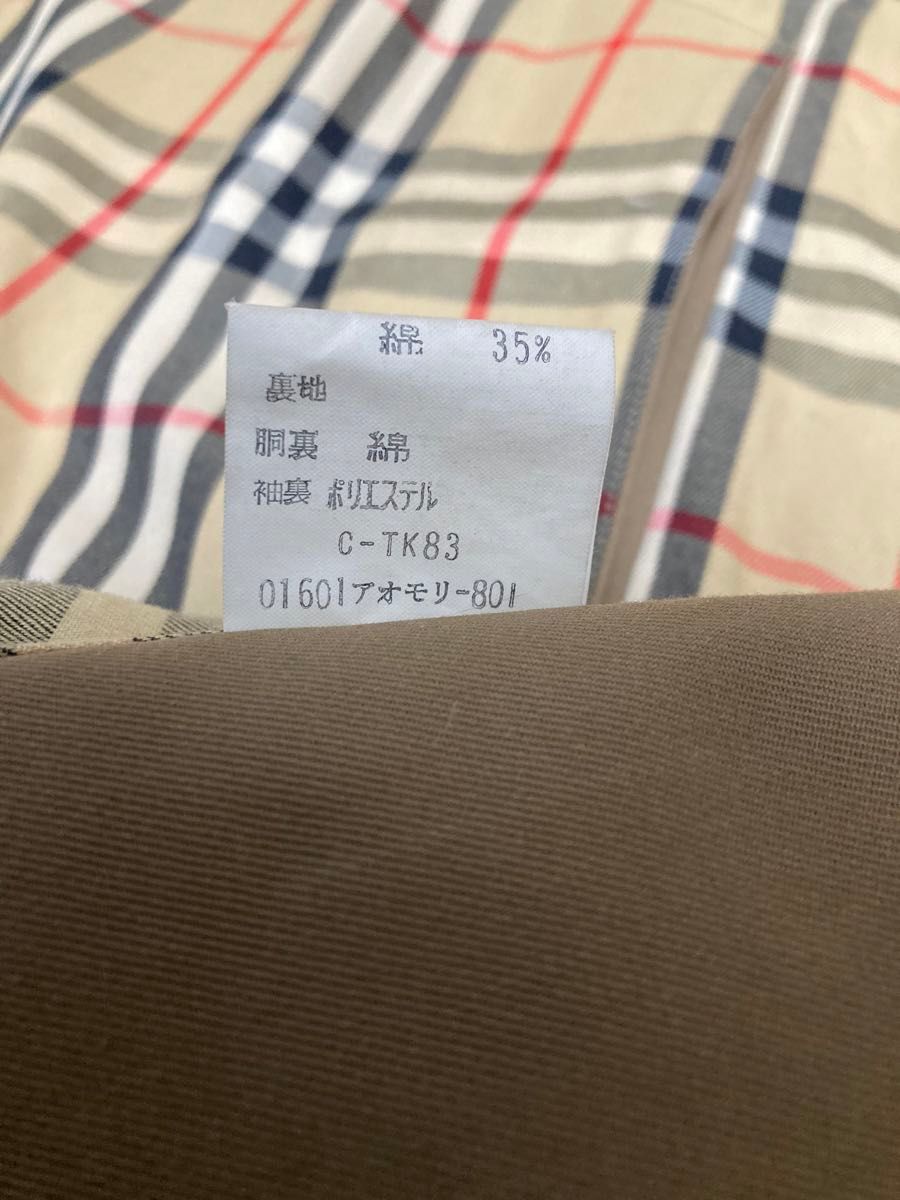 綿 35%
裏地
胴裏 綿
袖裏 ポリエステル
C-TK83
01601アオモリ-801